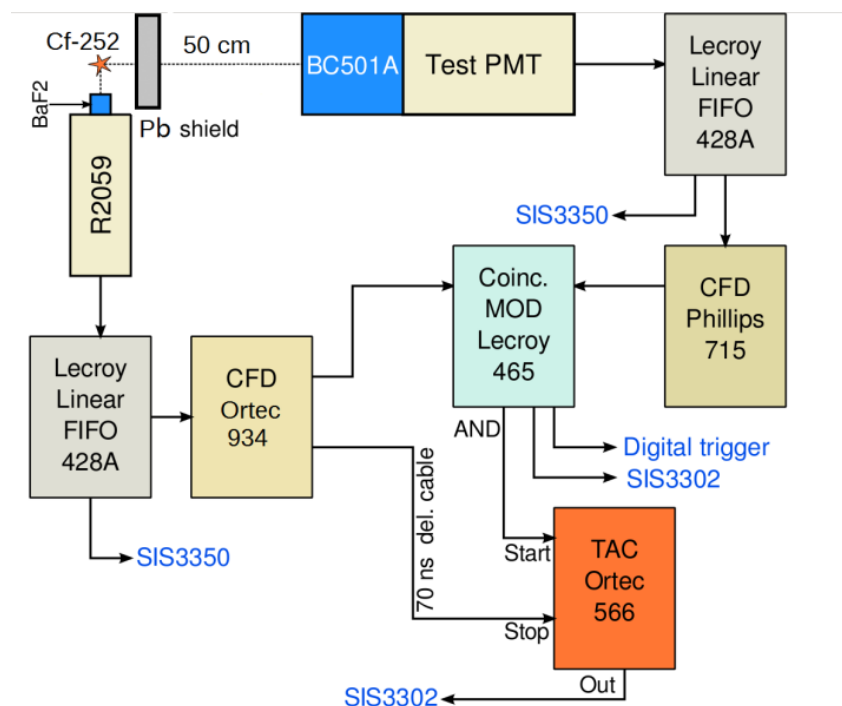 Cf-252
50 cm
BaF2
Pb shield
BC501A
Test PMT
Lecroy
Linear
FIFO
428A
R2059
SIS3350
Coinc.
MOD
Lecroy
465
CFD
Phillips
715
Lecroy
Linear
FIFO
428A
CFD
Ortec
934
AND
Digital trigger
SIS3302
70 ns del. cable
SIS3350
Start
TAC
Ortec
566
Stop
Out
SIS3302